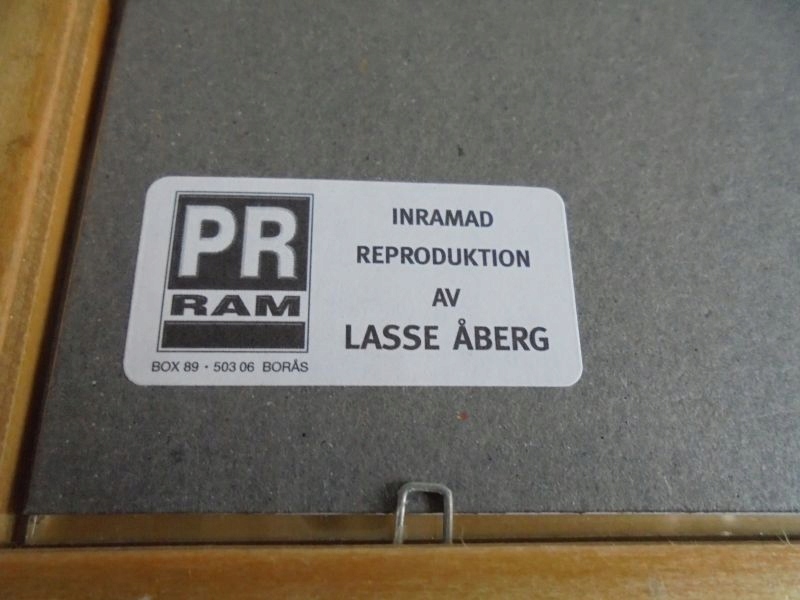 PR
RAM
BOX 89 · 503 06 BORÅS
INRAMAD
REPRODUKTION
AV
LASSE ÅBERG